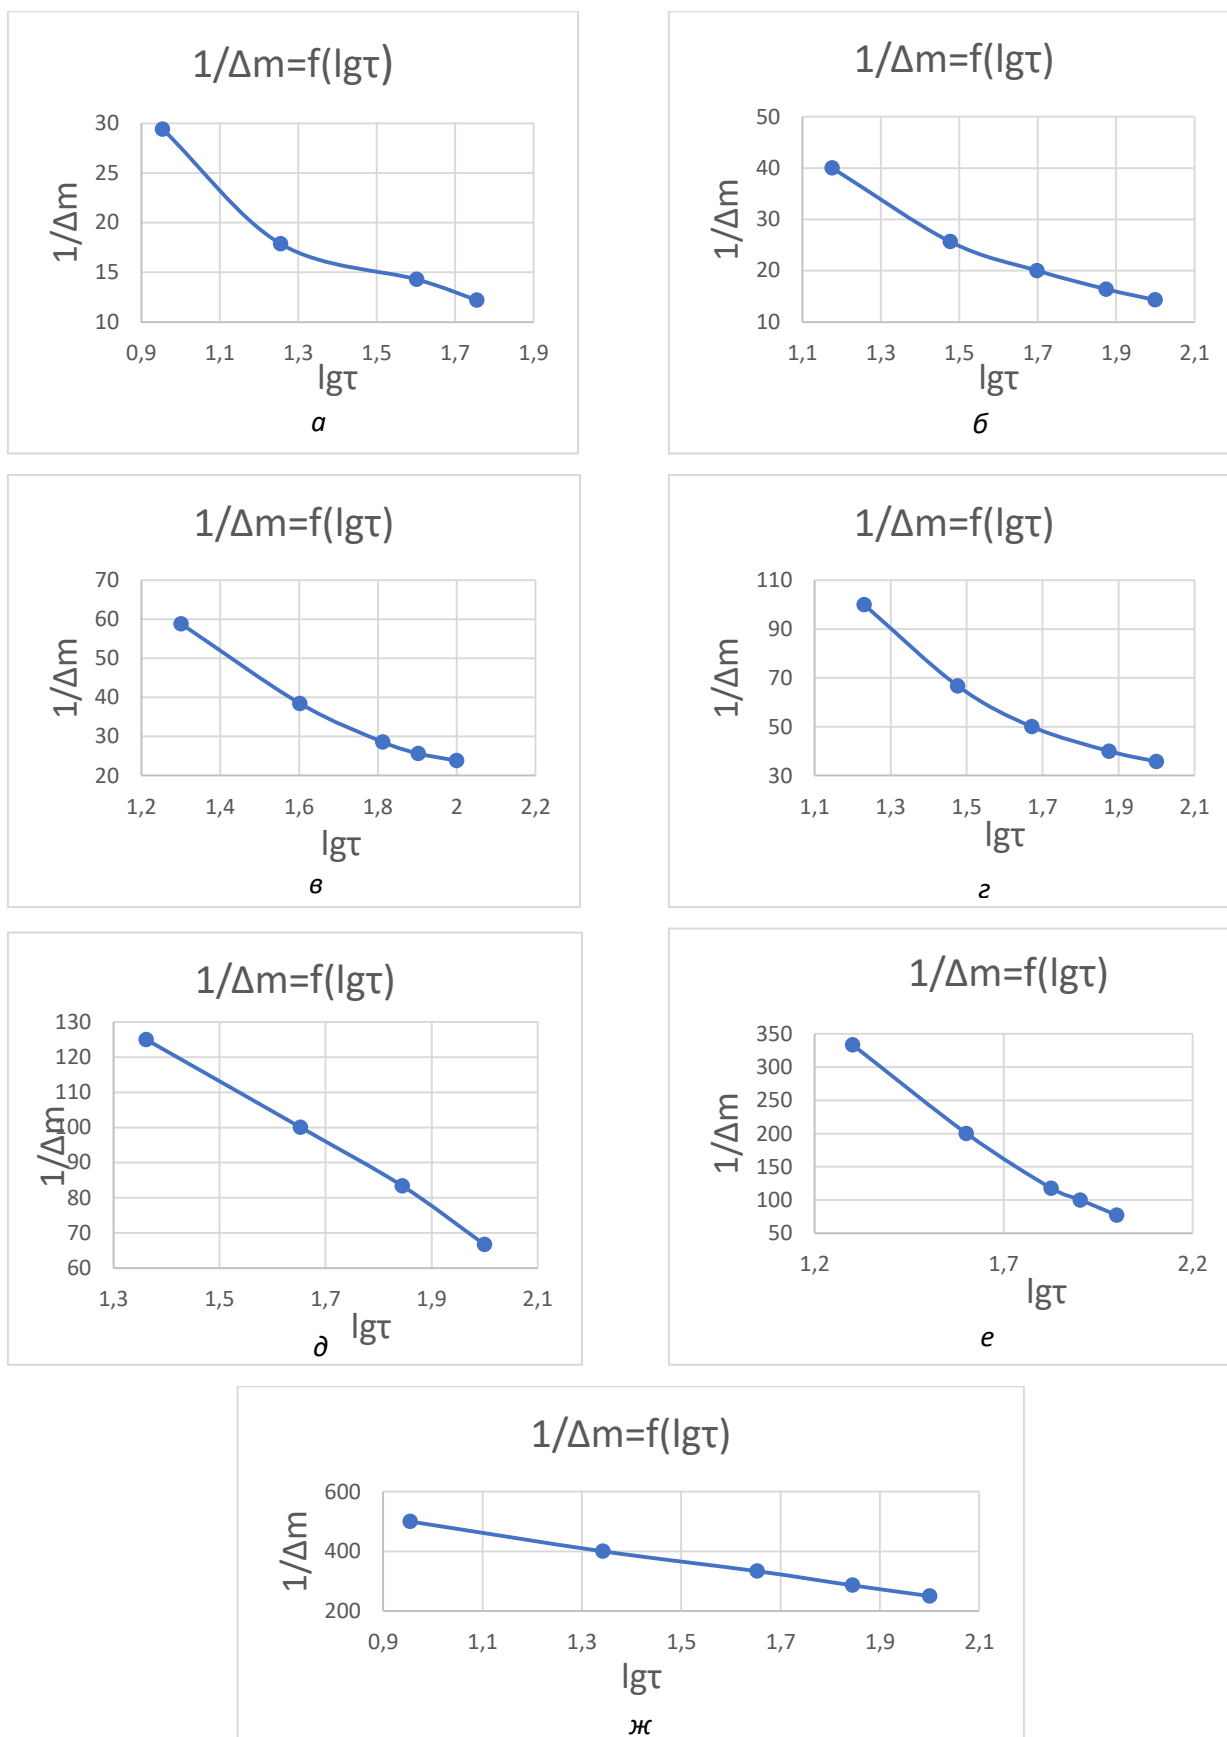 1/Δm=f(lgτ)
1/Δm
30
25
20
15
10
0,9 1,1 1,3 1,5 1,7 1,9
lgτ
а
1/Δm=f(lgτ)
1/Δm
50
40
30
20
10
1,1 1,3 1,5 1,7 1,9 2,1
lgτ
б
1/Δm=f(lgτ)
1/Δm
70
60
50
40
30
20
1,2 1,4 1,6 1,8 2 2,2
lgτ
в
1/Δm=f(lgτ)
1/Δm
110
90
70
50
30
1,1 1,3 1,5 1,7 1,9 2,1
lgτ
г
1/Δm=f(lgτ)
1/Δm
130
120
110
100
90
80
70
60
1,3 1,5 1,7 1,9 2,1
lgτ
д
1/Δm=f(lgτ)
1/Δm
350
300
250
200
150
100
50
1,2 1,7 2,2
lgτ
е
1/Δm=f(lgτ)
1/Δm
600
400
200
0,9 1,1 1,3 1,5 1,7 1,9 2,1
lgτ
ж